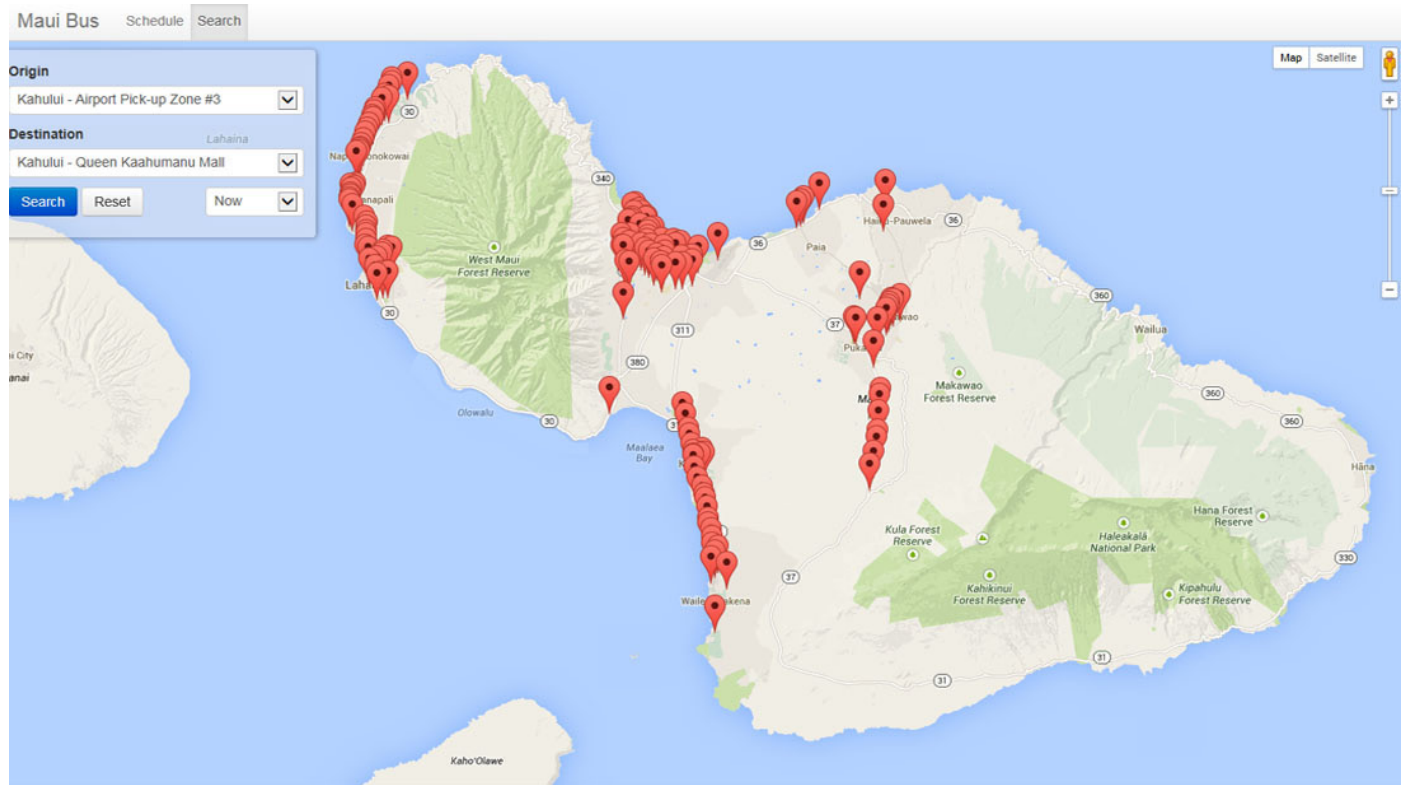 Maui Bus Schedule Search
Origin
Kahului - Airport Pick-up Zone #3
Destination
Lahaina
Kahului - Queen Kaahumanu Mall
Search Reset Now
Map Satellite
+
−
30
340
36
36
West Maui
Forest Reserve
Paia
30
311
37
360
Wailua
380
Makawao
Forest Reserve
360
360
Olowalu
30
Maalaea
Bay
Hāna
Hana Forest
Reserve
Kula Forest
Reserve
Haleakalā
National Park
330
37
Kahikinui
Forest Reserve
Kipahulu
Forest Reserve
31
31
Kaho'Olawe